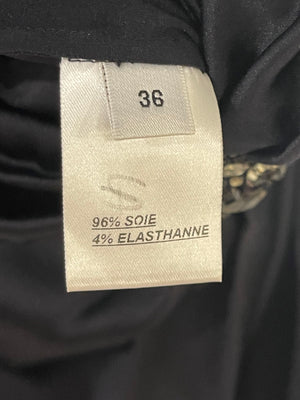 36
S
96% SOIE
4% ELASTHANNE